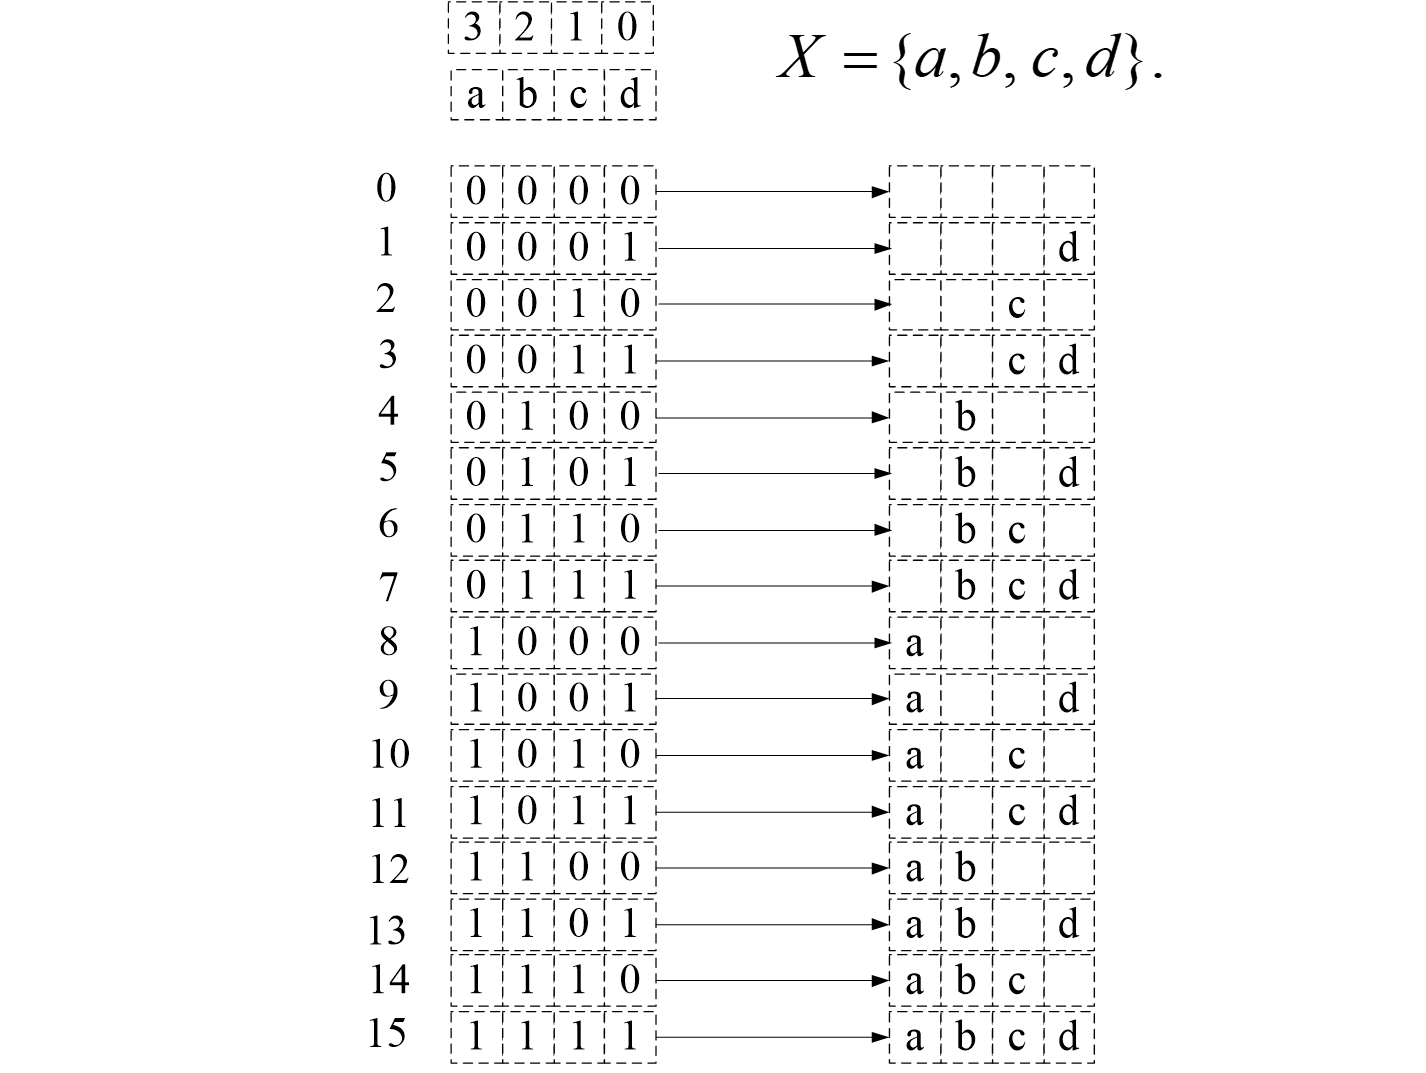 3 2 1 0
X = {a, b, c, d}.
a b c d
0 0 0 0 0
1 0 0 0 1 d
2 0 0 1 0 c
3 0 0 1 1 c d
4 0 1 0 0 b
5 0 1 0 1 b d
6 0 1 1 0 b c
7 0 1 1 1 b c d
8 1 0 0 0 a
9 1 0 0 1 a d
10 1 0 1 0 a c
11 1 0 1 1 a c d
12 1 1 0 0 a b
13 1 1 0 1 a b d
14 1 1 1 0 a b c
15 1 1 1 1 a b c d